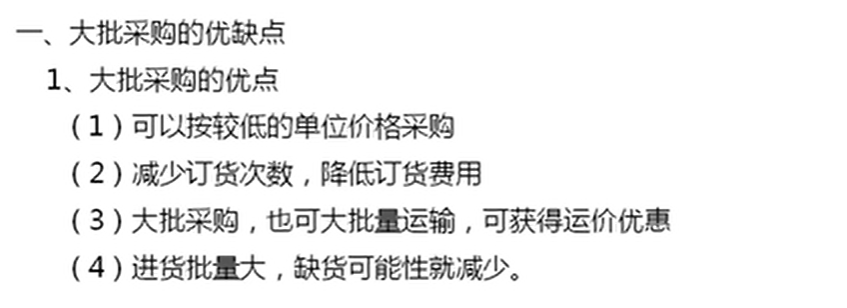 一、大批采购的优缺点
1、大批采购的优点
（1）可以按较低的单位价格采购
（2）减少订货次数，降低订货费用
（3）大批采购，也可大批量运输，可获得运价优惠
（4）进货批量大，缺货可能性就减少。